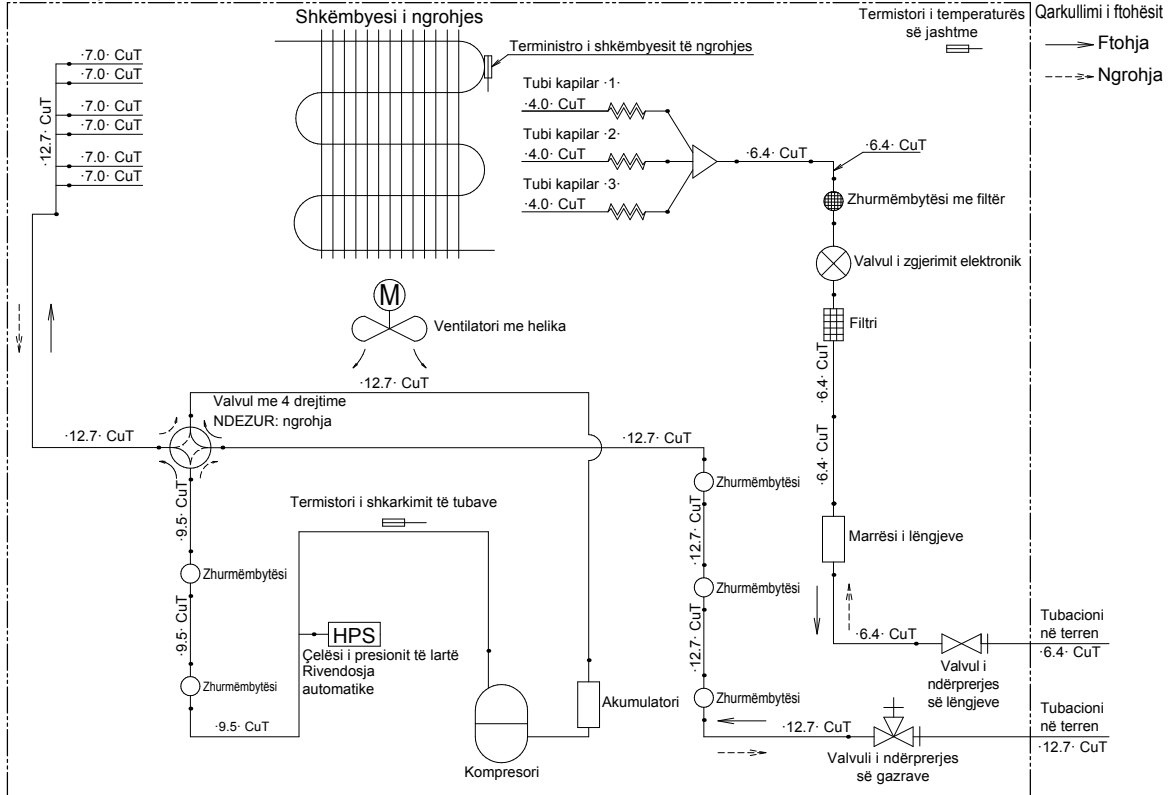 Shkëmbyesi i ngrohjes
Termistori i temperaturës
së jashtme
Qarkullimi i ftohësit
Ftohja
Ngrohja
Terministro i shkëmbyesit të ngrohjes
·7.0· CuT
·7.0· CuT
·7.0· CuT
·7.0· CuT
·7.0· CuT
·7.0· CuT
·12.7· CuT
Tubi kapilar ·1·
·4.0· CuT
Tubi kapilar ·2·
·4.0· CuT
Tubi kapilar ·3·
·4.0· CuT
·6.4· CuT
·6.4· CuT
Zhurmëmbytësi me filtër
Valvul i zgjerimit elektronik
Filtri
·6.4· CuT
·6.4· CuT
Marrësi i lëngjeve
M
Ventilatori me helika
·12.7· CuT
Valvul me 4 drejtime
NDEZUR: ngrohja
·12.7· CuT
·12.7· CuT
·9.5· CuT
Zhurmëmbytësi
·9.5· CuT
Zhurmëmbytësi
·9.5· CuT
Termistori i shkarkimit të tubave
HPS
Çelësi i presionit të lartë
Rivendosja
automatike
Kompresori
Akumulatori
Zhurmëmbytësi
·12.7· CuT
Zhurmëmbytësi
·12.7· CuT
Zhurmëmbytësi
·12.7· CuT
·6.4· CuT
Valvul i
ndërprerjes
së lëngjeve
Valvuli i ndërprerjes
së gazrave
Tubacioni
në terren
·6.4· CuT
Tubacioni
në terren
·12.7· CuT